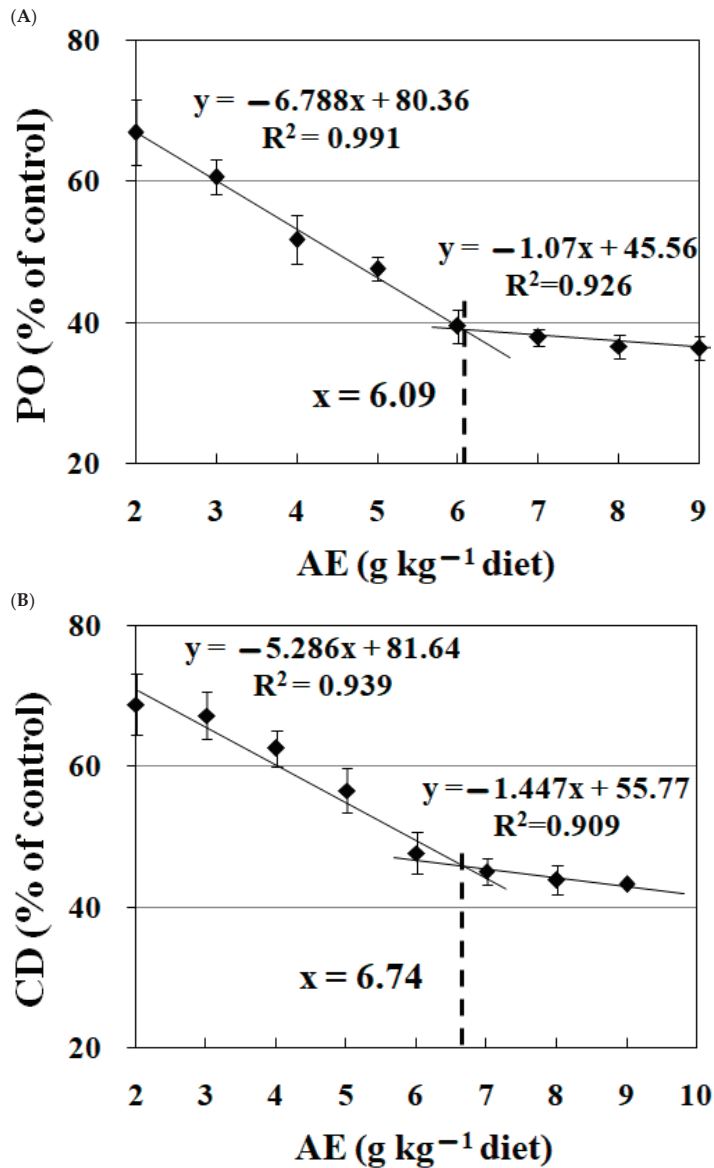 (A)
80
y = −6.788x + 80.36
R² = 0.991
60
y = −1.07x + 45.56
R²=0.926
40
x = 6.09
20
PO (% of control)
2 3 4 5 6 7 8 9
AE (g kg⁻¹ diet)
(B)
80
y = −5.286x + 81.64
R² = 0.939
60
y =−1.447x + 55.77
R²=0.909
40
x = 6.74
20
CD (% of control)
2 3 4 5 6 7 8 9 10
AE (g kg⁻¹ diet)